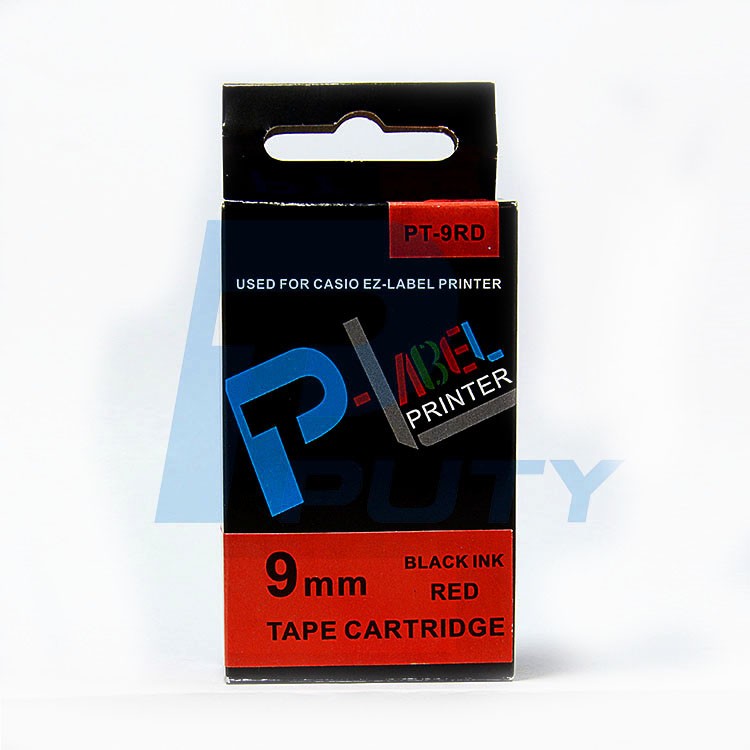 PT-9RD
USED FOR CASIO EZ-LABEL PRINTER
P-LABEL
PRINTER
PUTY
9mm
BLACK INK
RED
TAPE CARTRIDGE